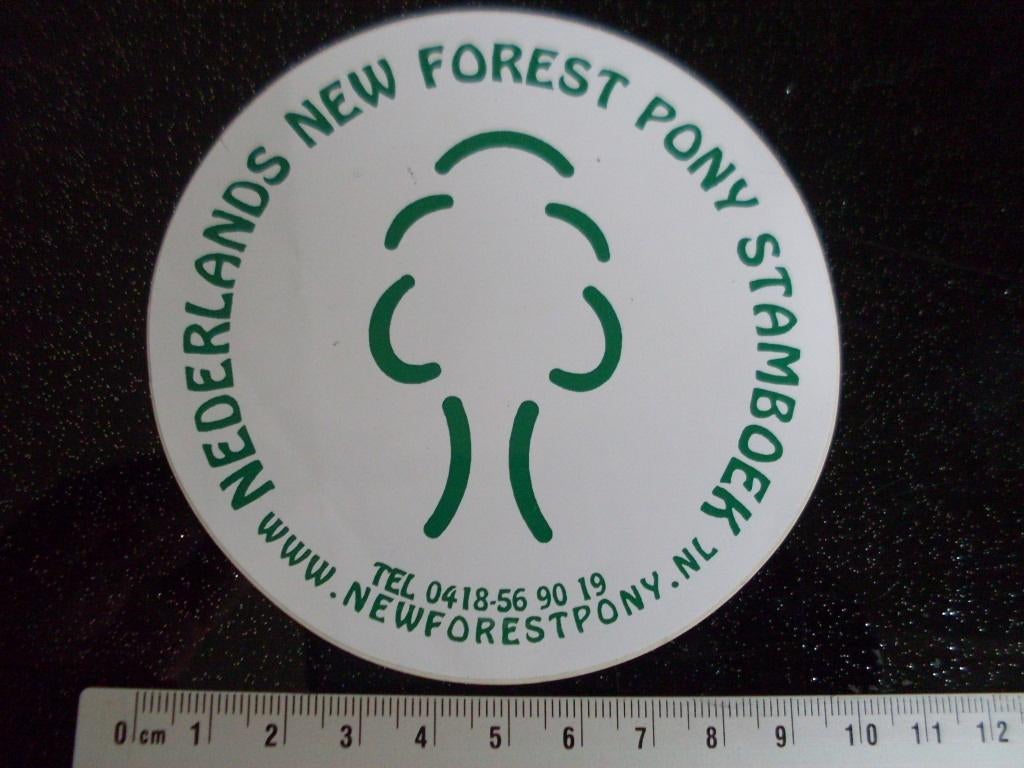 NEDERLANDS NEW FOREST PONY STAMBOEK
TEL 0418-56 90 19
WWW.NEWFORESTPONY.NL
0 cm 1 2 3 4 5 6 7 8 9 10 11 12